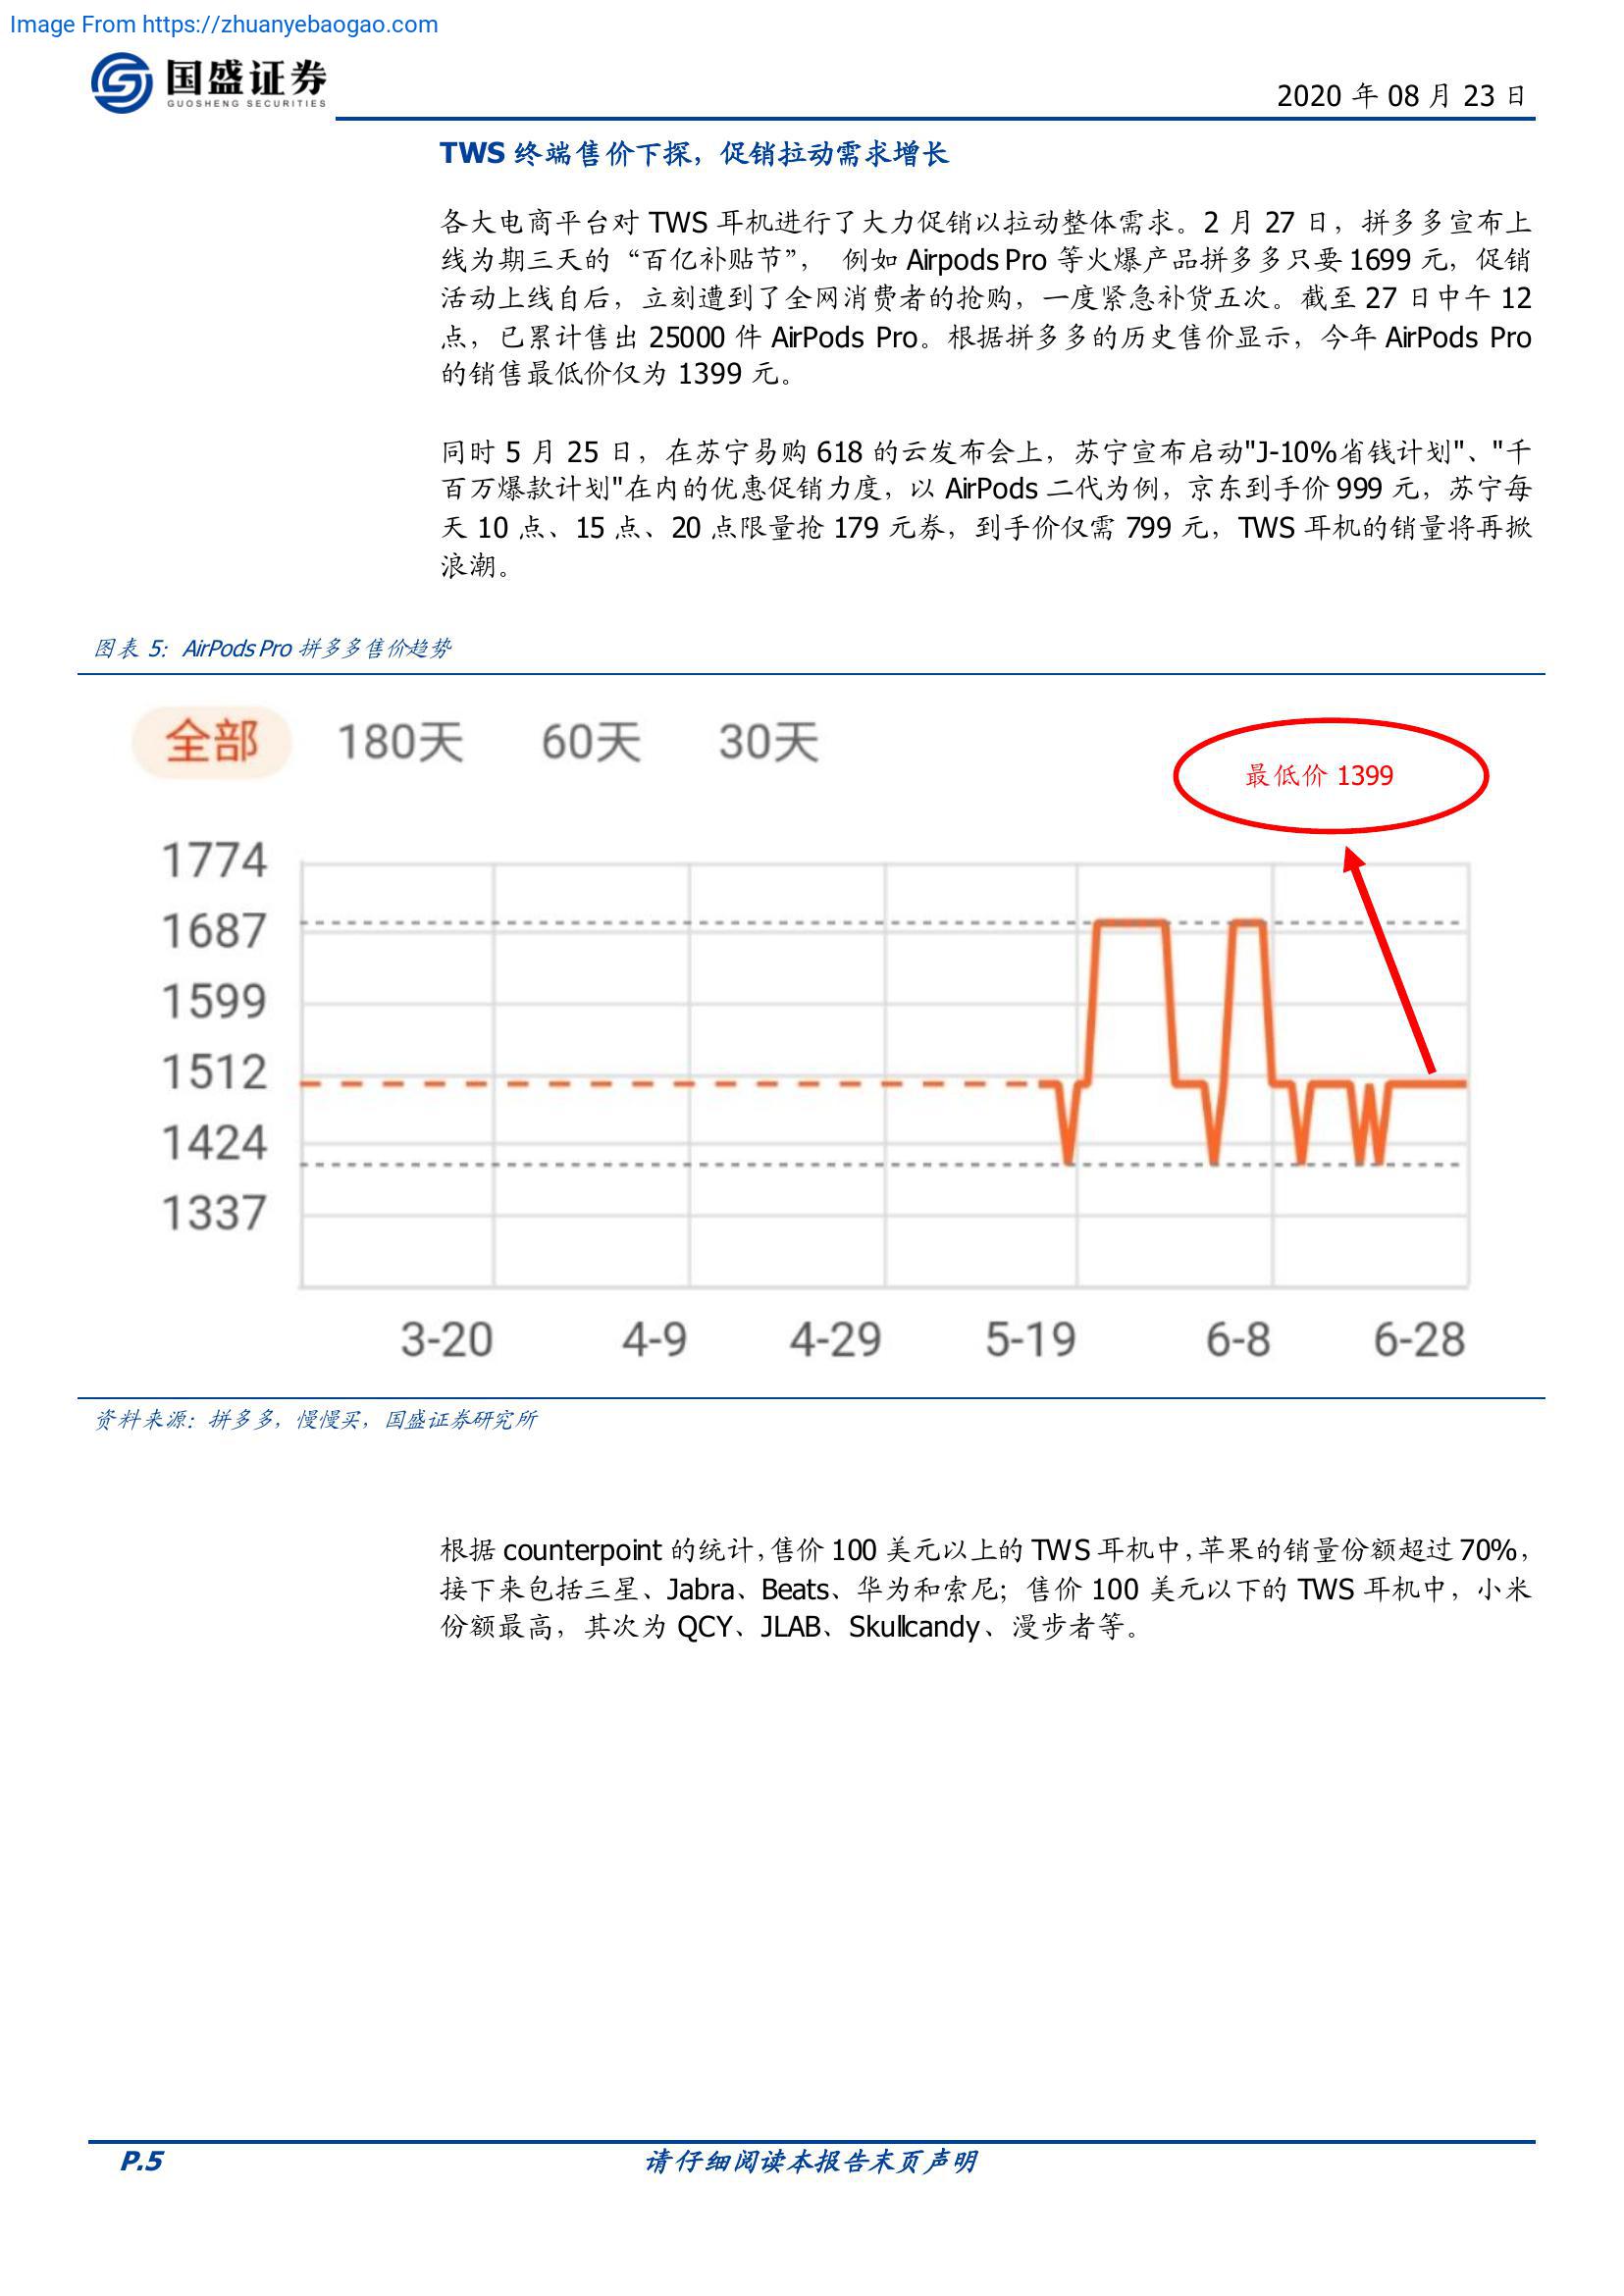 Image From https://zhuanyebaogao.com
国盛证券
GUOSHENG SECURITIES
2020 年 08 月 23 日
TWS 终端售价下探，促销拉动需求增长
各大电商平台对 TWS 耳机进行了大力促销以拉动整体需求。2 月 27 日，拼多多宣布上
线为期三天的“百亿补贴节”， 例如 Airpods Pro 等火爆产品拼多多只要 1699 元，促销
活动上线自后，立刻遭到了全网消费者的抢购，一度紧急补货五次。截至 27 日中午 12
点，已累计售出 25000 件 AirPods Pro。根据拼多多的历史售价显示，今年 AirPods Pro
的销售最低价仅为 1399 元。
同时 5 月 25 日，在苏宁易购 618 的云发布会上，苏宁宣布启动"J-10%省钱计划"、"千
百万爆款计划"在内的优惠促销力度，以 AirPods 二代为例，京东到手价 999 元，苏宁每
天 10 点、15 点、20 点限量抢 179 元券，到手价仅需 799 元，TWS 耳机的销量将再掀
浪潮。
图表 5：AirPods Pro 拼多多售价趋势
全部 180天 60天 30天
最低价 1399
1774
1687
1599
1512
1424
1337
3-20 4-9 4-29 5-19 6-8 6-28
资料来源：拼多多，慢慢买，国盛证券研究所
根据 counterpoint 的统计，售价 100 美元以上的 TWS 耳机中，苹果的销量份额超过 70%，
接下来包括三星、Jabra、Beats、华为和索尼；售价 100 美元以下的 TWS 耳机中，小米
份额最高，其次为 QCY、JLAB、Skullcandy、漫步者等。
P.5
请仔细阅读本报告末页声明